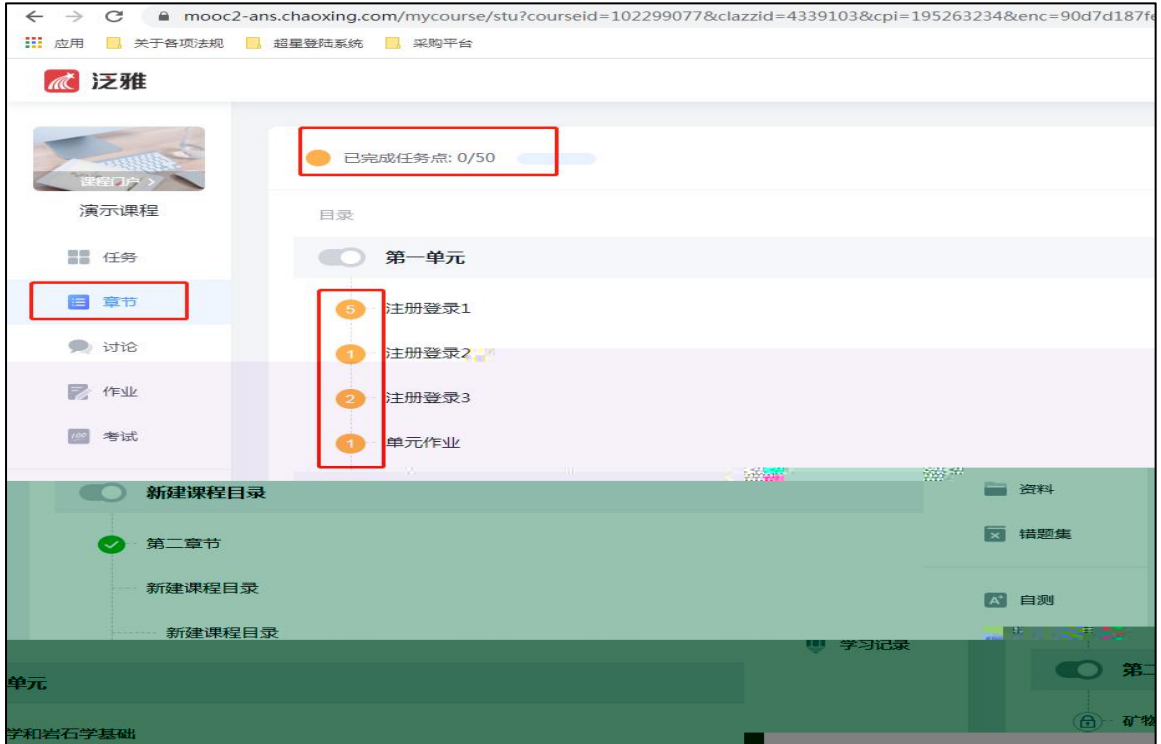 mooc2-ans.chaoxing.com/mycourse/stu?courseid=102299077&clazzid=4339103&cpi=195263234&enc=90d7d187fe
应用 关于各项法规 超星登陆系统 采购平台
泛雅
课程门户 >
演示课程
任务
章节
讨论
作业
考试
已完成任务点: 0/50
目录
第一单元
5 注册登录1
1 注册登录2
2 注册登录3
1 单元作业
新建课程目录
第二章节
新建课程目录
新建课程目录
资料
错题集
自测
学习记录
单元
学和岩石学基础
第二
矿物